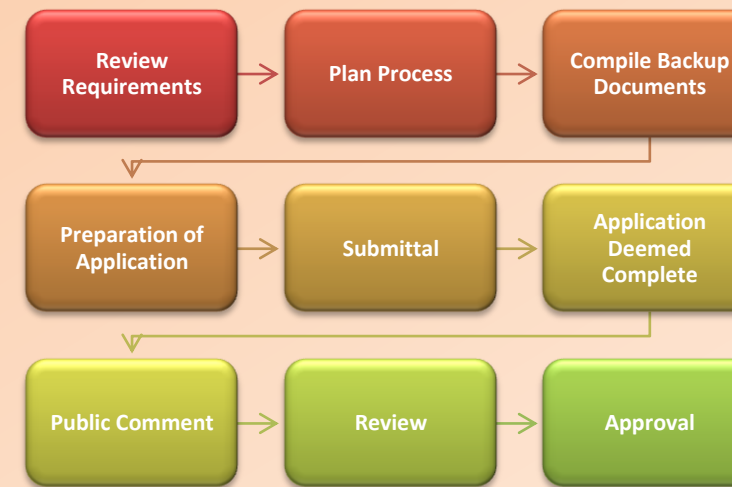 Review
Requirements
Plan Process
Compile Backup
Documents
Preparation of
Application
Submittal
Application
Deemed
Complete
Public Comment
Review
Approval